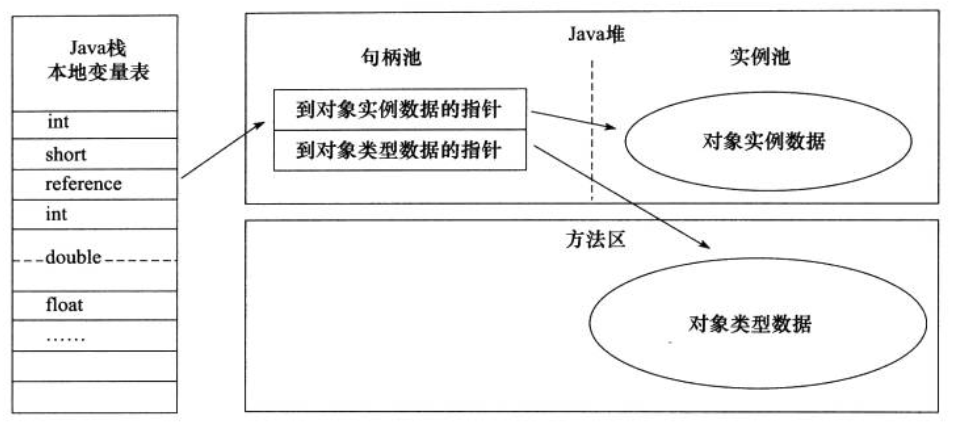 Java栈
本地变量表
int
short
reference
int
double
float
……
Java堆
句柄池
实例池
到对象实例数据的指针
到对象类型数据的指针
对象实例数据
方法区
对象类型数据